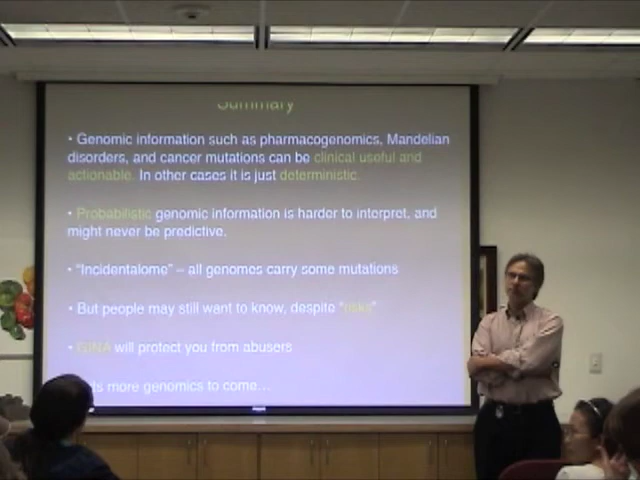 Summary
• Genomic information such as pharmacogenomics, Mandelian
disorders, and cancer mutations can be clinical useful and
actionable. In other cases it is just deterministic.
• Probabilistic genomic information is harder to interpret, and
might never be predictive.
• "Incidentalome" – all genomes carry some mutations
• But people may still want to know, despite "risks"
• GINA will protect you from abusers
more genomics to come…